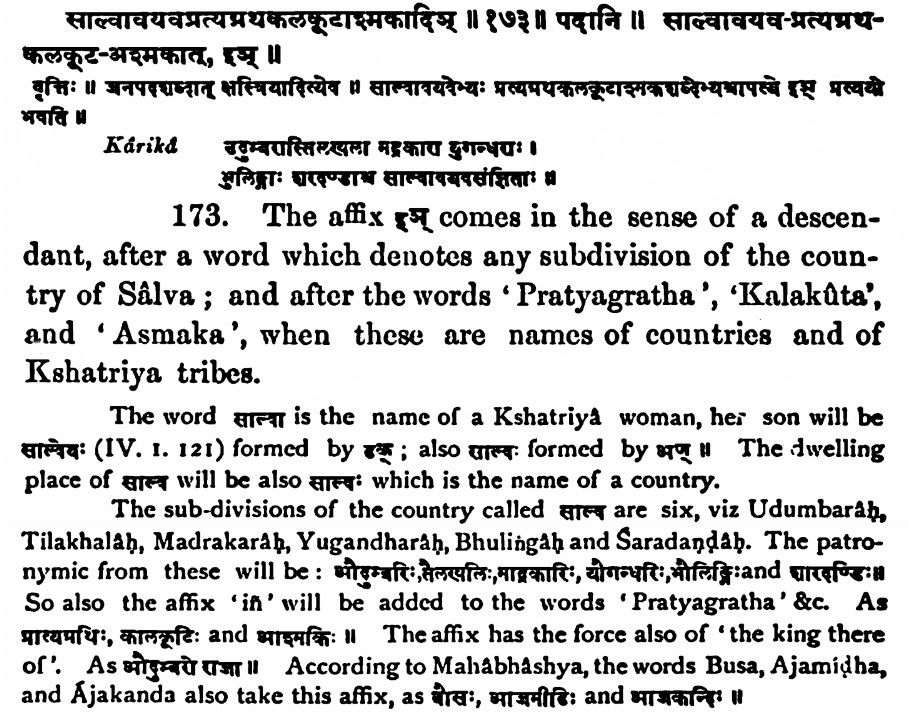 साल्वावयवप्रत्यग्रथकलकूटाश्मकादिञ् ॥१७३॥ पदानि ॥ साल्वावयव-प्रत्यग्रथ-
कलकूट-अश्मकात्, इञ् ॥
वृत्तिः ॥ जनपदशब्दात् क्षत्रियादित्येव ॥ साल्वावयवेभ्यः प्रत्यग्रथकलकूटाश्मकशब्देभ्यश्चापत्ये इञ् प्रत्ययो
भवति ॥
Kârikâ उदुम्बरास्तिलखला मद्रकारा युगन्धराः ।
भुलिङ्गाः शरदण्डाश्च साल्वावयवसंज्ञिताः ॥
173. The affix इञ् comes in the sense of a descen-
dant, after a word which denotes any subdivision of the coun-
try of Sâlva ; and after the words ‘ Pratyagratha ’, ‘Kalakûta’,
and ‘ Asmaka ’, when these are names of countries and of
Kshatriya tribes.
The word साल्वा is the name of a Kshatriyâ woman, her son will be
साल्वेयः (IV. 1. 121) formed by ढक् ; also साल्वः formed by अण् ॥ The dwelling
place of साल्व will be also साल्वः which is the name of a country.
The sub-divisions of the country called साल्व are six, viz Udumbarâḥ,
Tilakhalâḥ, Madrakarâḥ, Yugandharâḥ, Bhuliṅgâḥ and Śaradaṇḍâḥ. The patro-
nymic from these will be : औदुम्बरिः, तैलखलिः, माद्रकारिः, यौगन्धरिः, भौलिङ्गिः and शारदण्डिः॥
So also the affix ‘iñ’ will be added to the words ‘Pratyagratha’ &c. As
प्रात्यग्रथिः, कालकूटिः and आश्मकिः ॥ The affix has the force also of ‘the king there
of’. As औदुम्बरो राजा ॥ According to Mahâbhâshya, the words Busa, Ajamiḍha,
and Âjakanda also take this affix, as बौसः, आजमीढिः and आजकन्दिः ॥